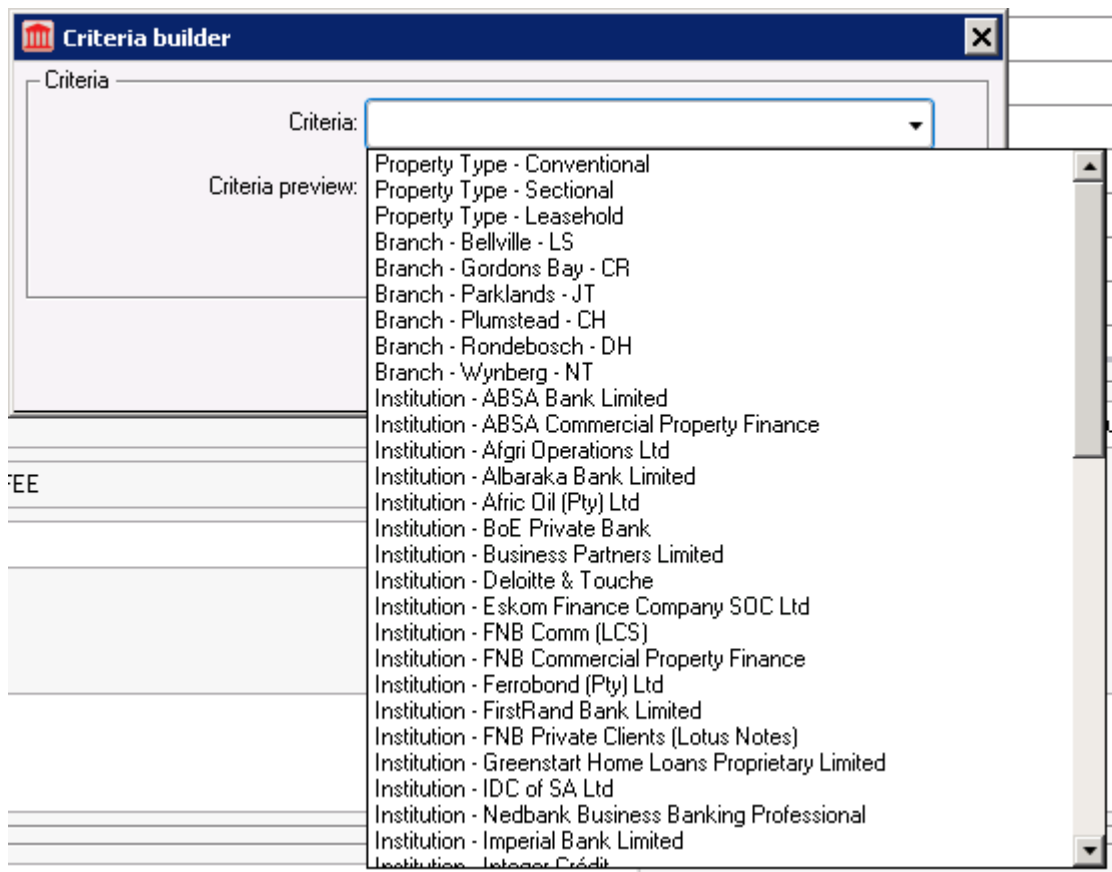 Criteria builder
Criteria
Criteria:
Criteria preview:
Property Type - Conventional
Property Type - Sectional
Property Type - Leasehold
Branch - Bellville - LS
Branch - Gordons Bay - CR
Branch - Parklands - JT
Branch - Plumstead - CH
Branch - Rondebosch - DH
Branch - Wynberg - NT
Institution - ABSA Bank Limited
Institution - ABSA Commercial Property Finance
Institution - Afgri Operations Ltd
Institution - Albaraka Bank Limited
Institution - Afric Oil (Pty) Ltd
Institution - BoE Private Bank
Institution - Business Partners Limited
Institution - Deloitte & Touche
Institution - Eskom Finance Company SOC Ltd
Institution - FNB Comm (LCS)
Institution - FNB Commercial Property Finance
Institution - Ferrobond (Pty) Ltd
Institution - FirstRand Bank Limited
Institution - FNB Private Clients (Lotus Notes)
Institution - Greenstart Home Loans Proprietary Limited
Institution - IDC of SA Ltd
Institution - Nedbank Business Banking Professional
Institution - Imperial Bank Limited
Institution - Integer Crédit
FEE